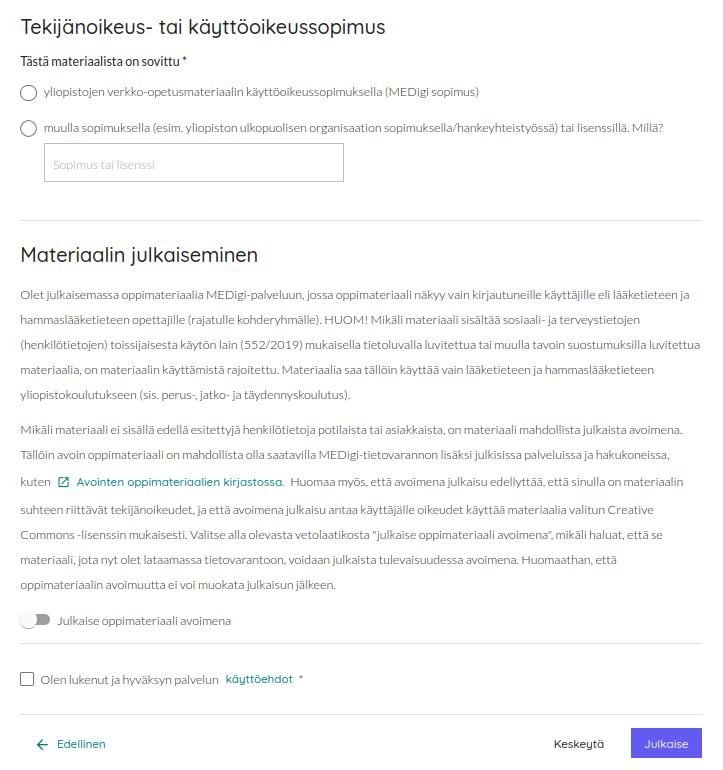 Tekijänoikeus- tai käyttöoikeussopimus
Tästä materiaalista on sovittu *
yliopistojen verkko-opetusmateriaalin käyttöoikeussopimuksella (MEDigi sopimus)
muulla sopimuksella (esim. yliopiston ulkopuolisen organisaation sopimuksella/hankeyhteistyössä) tai lisenssillä. Millä?
Sopimus tai lisenssi
Materiaalin julkaiseminen
Olet julkaisemassa oppimateriaalia MEDigi-palveluun, jossa oppimateriaali näkyy vain kirjautuneille käyttäjille eli lääketieteen ja
hammaslääketieteen opettajille (rajatulle kohderyhmälle). HUOM! Mikäli materiaali sisältää sosiaali- ja terveystietojen
(henkilötietojen) toissijaisesta käytön lain (552/2019) mukaisella tietoluvalla luvitettua tai muulla tavoin suostumuksilla luvitettua
materiaalia, on materiaalin käyttämistä rajoitettu. Materiaalia saa tällöin käyttää vain lääketieteen ja hammaslääketieteen
yliopistokoulutukseen (sis. perus-, jatko- ja täydennyskoulutus).
Mikäli materiaali ei sisällä edellä esitettyjä henkilötietoja potilaista tai asiakkaista, on materiaali mahdollista julkaista avoimena.
Tällöin avoin oppimateriaali on mahdollista olla saatavilla MEDigi-tietovarannon lisäksi julkisissa palveluissa ja hakukoneissa,
kuten Avointen oppimateriaalien kirjastossa. Huomaa myös, että avoimena julkaisu edellyttää, että sinulla on materiaalin
suhteen riittävät tekijänoikeudet, ja että avoimena julkaisu antaa käyttäjälle oikeudet käyttää materiaalia valitun Creative
Commons -lisenssin mukaisesti. Valitse alla olevasta vetolaatikosta "julkaise oppimateriaali avoimena", mikäli haluat, että se
materiaali, jota nyt olet lataamassa tietovarantoon, voidaan julkaista tulevaisuudessa avoimena. Huomaathan, että
oppimateriaalin avoimuutta ei voi muokata julkaisun jälkeen.
Julkaise oppimateriaali avoimena
Olen lukenut ja hyväksyn palvelun käyttöehdot *
Edellinen
Keskeytä
Julkaise